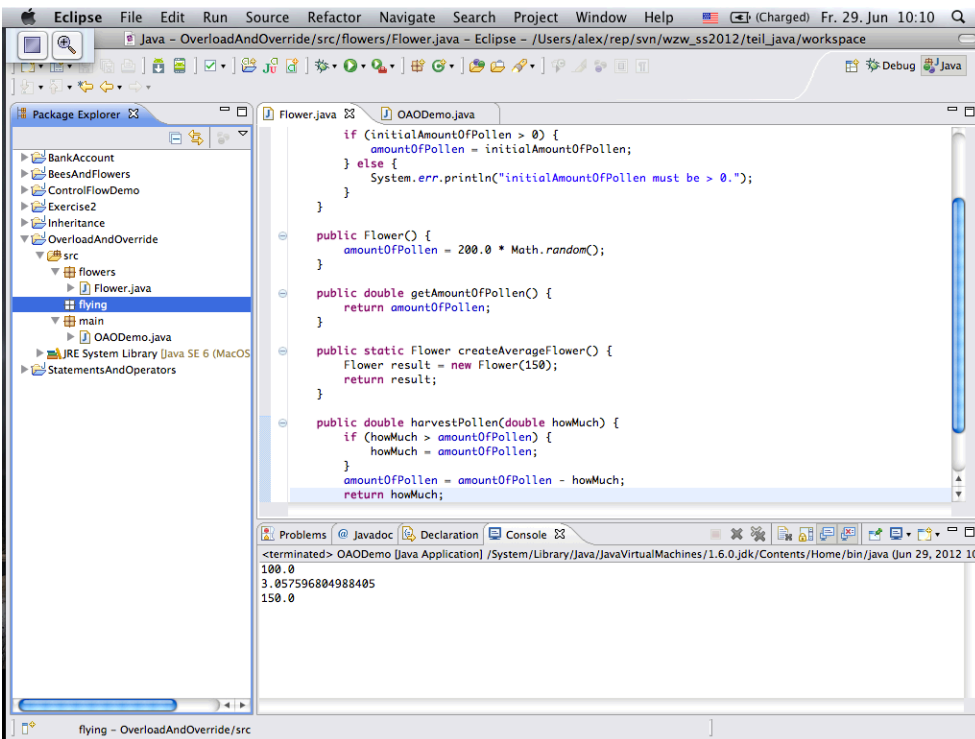 Eclipse File Edit Run Source Refactor Navigate Search Project Window Help (Charged) Fr. 29. Jun 10:10
Java – OverloadAndOverride/src/flowers/Flower.java – Eclipse – /Users/alex/rep/svn/wzw_ss2012/teil_java/workspace
Debug Java
Package Explorer
BankAccount
BeesAndFlowers
ControlFlowDemo
Exercise2
Inheritance
OverloadAndOverride
src
flowers
Flower.java
flying
main
OAODemo.java
JRE System Library [Java SE 6 (MacOS
StatementsAndOperators
Flower.java OAODemo.java
if (initialAmountOfPollen > 0) {
amountOfPollen = initialAmountOfPollen;
} else {
System.err.println("initialAmountOfPollen must be > 0.");
}
}
public Flower() {
amountOfPollen = 200.0 * Math.random();
}
public double getAmountOfPollen() {
return amountOfPollen;
}
public static Flower createAverageFlower() {
Flower result = new Flower(150);
return result;
}
public double harvestPollen(double howMuch) {
if (howMuch > amountOfPollen) {
howMuch = amountOfPollen;
}
amountOfPollen = amountOfPollen - howMuch;
return howMuch;
Problems @ Javadoc Declaration Console
<terminated> OAODemo [Java Application] /System/Library/Java/JavaVirtualMachines/1.6.0.jdk/Contents/Home/bin/java (Jun 29, 2012 10
100.0
3.057596804988405
150.0
flying – OverloadAndOverride/src